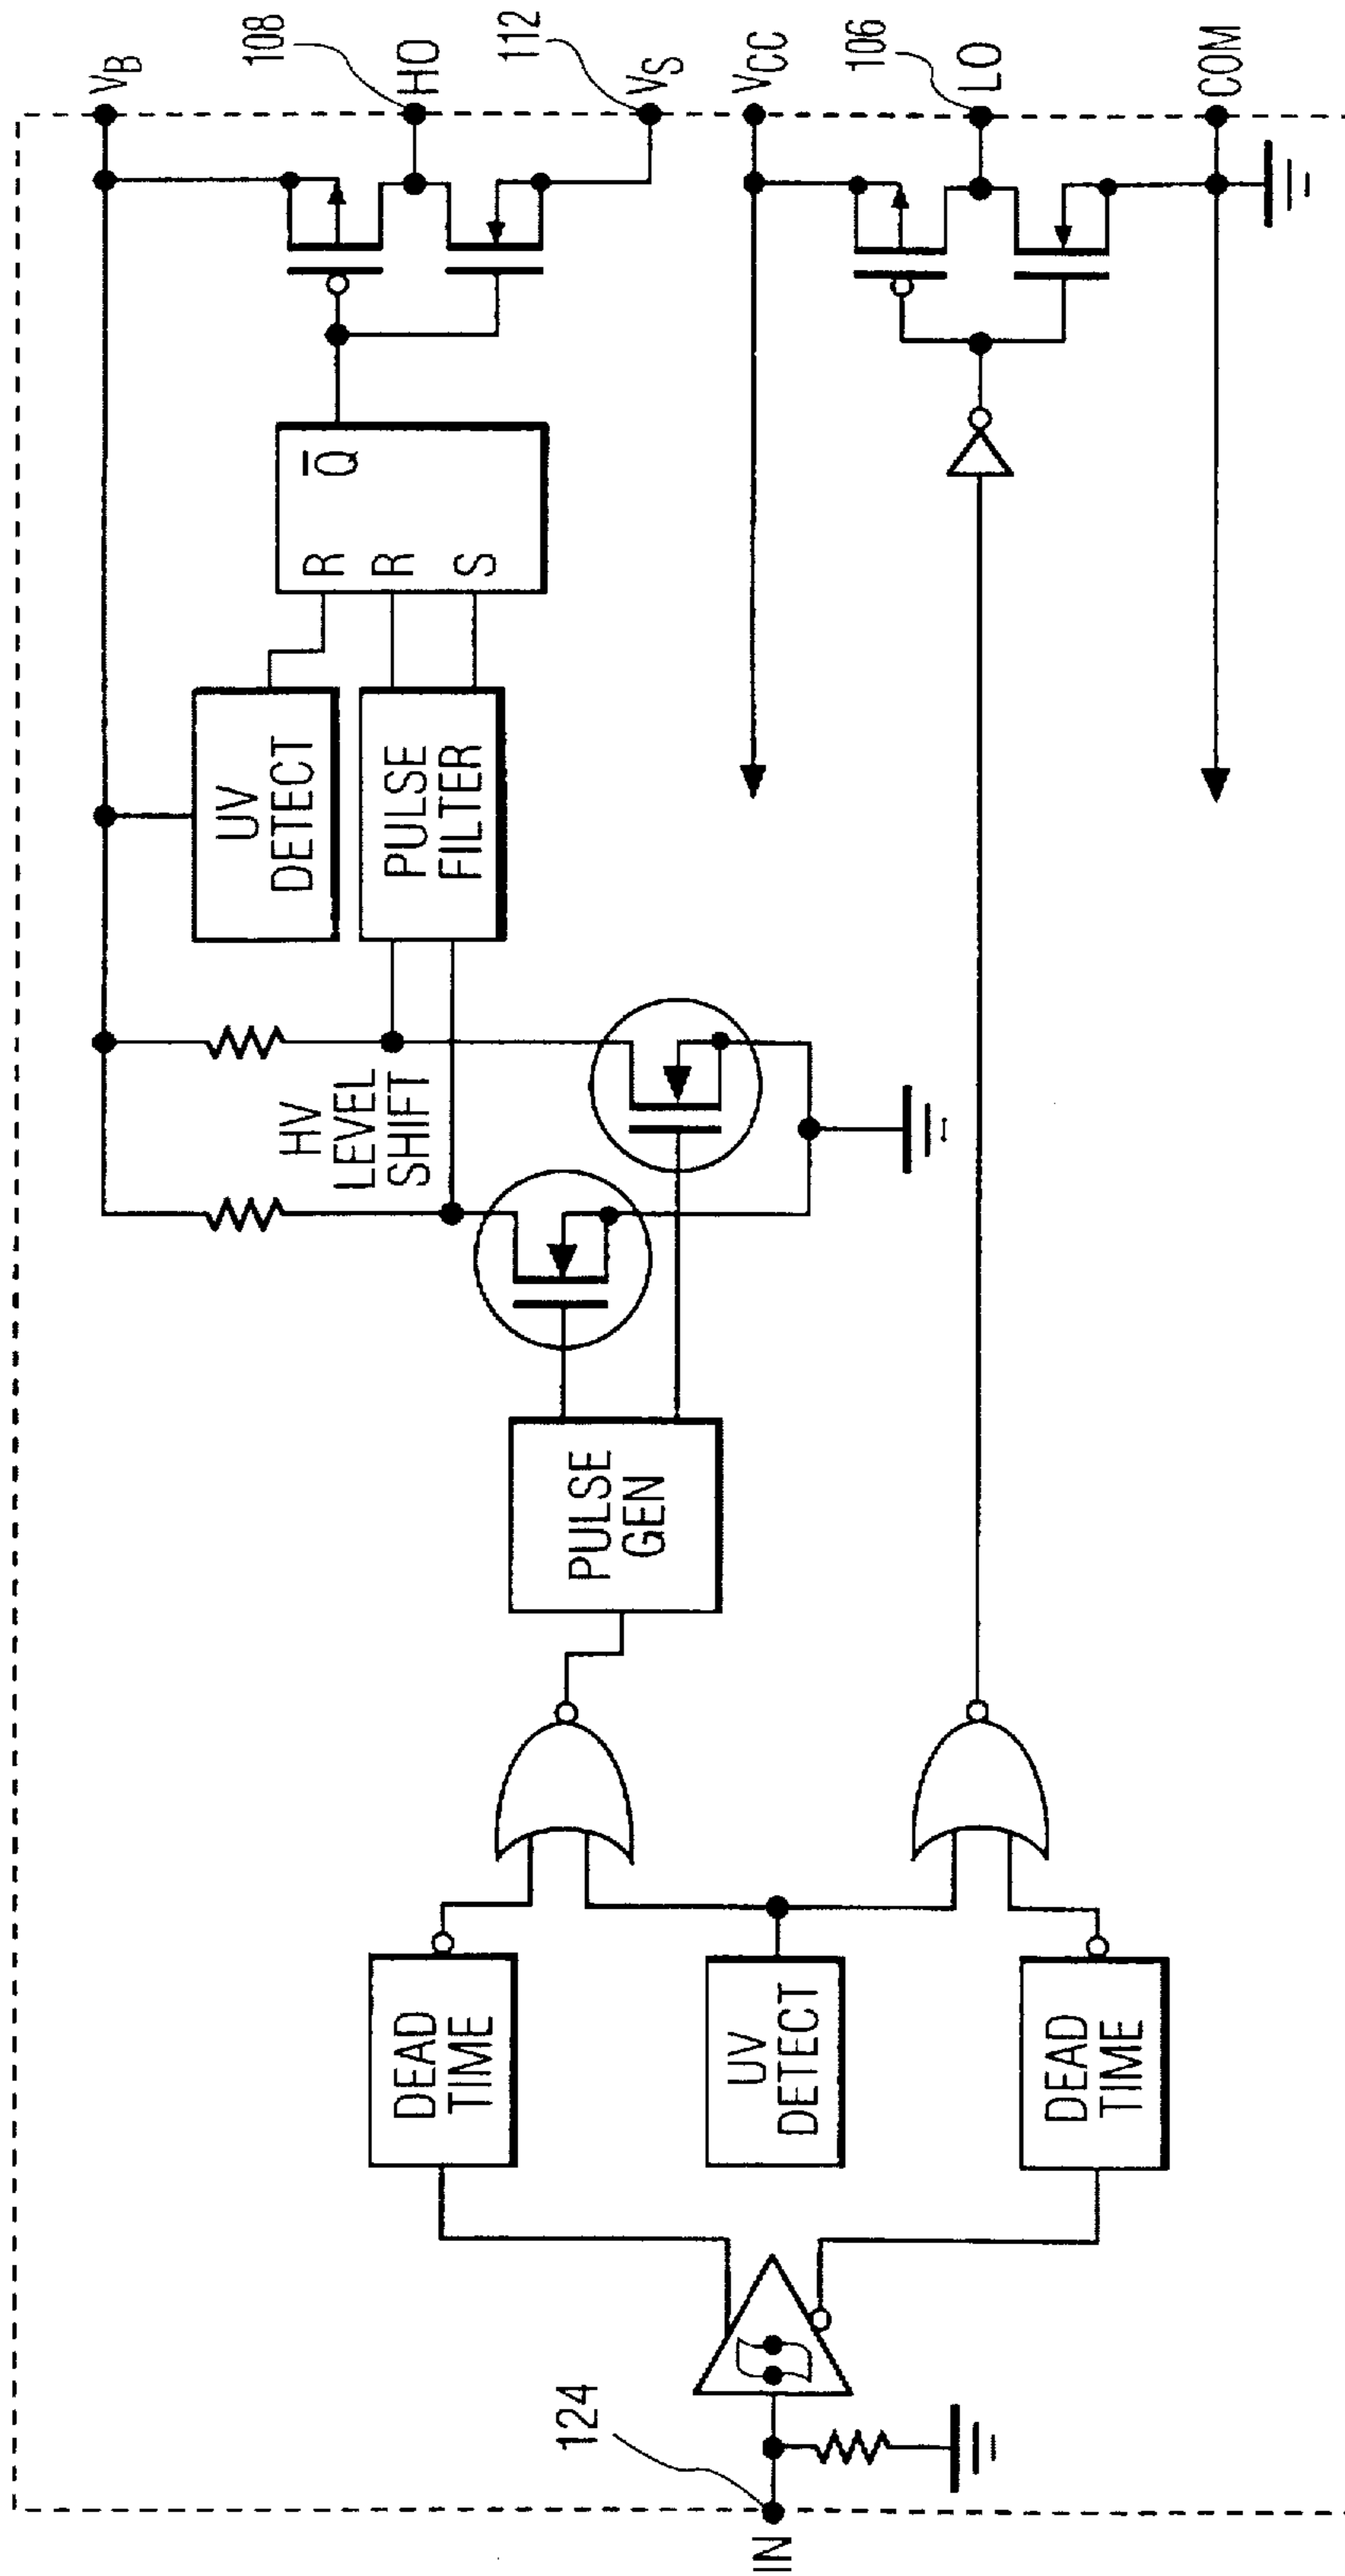 IN
124
DEAD
TIME
UV
DETECT
DEAD
TIME
PULSE
GEN
HV
LEVEL
SHIFT
UV
DETECT
PULSE
FILTER
R
R
S
Q̅
VB
108
HO
112
VS
VCC
106
LO
COM